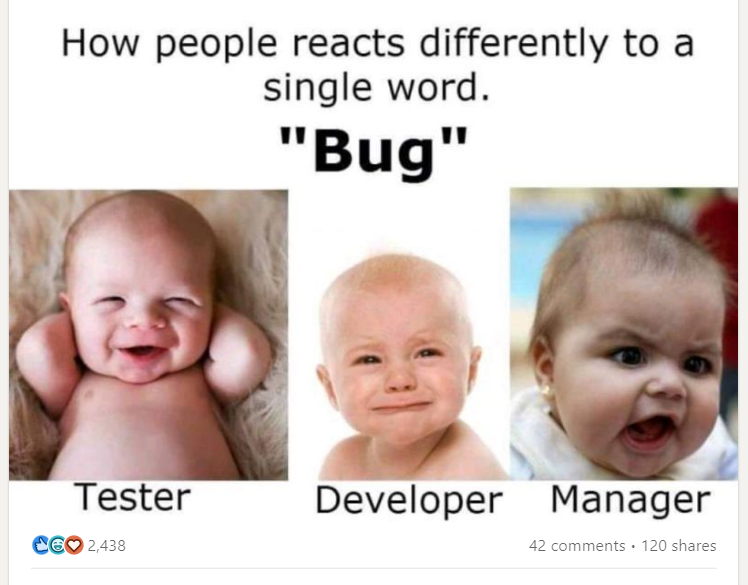 How people reacts differently to a
single word.
"Bug"
Tester
Developer
Manager
2,438
42 comments • 120 shares